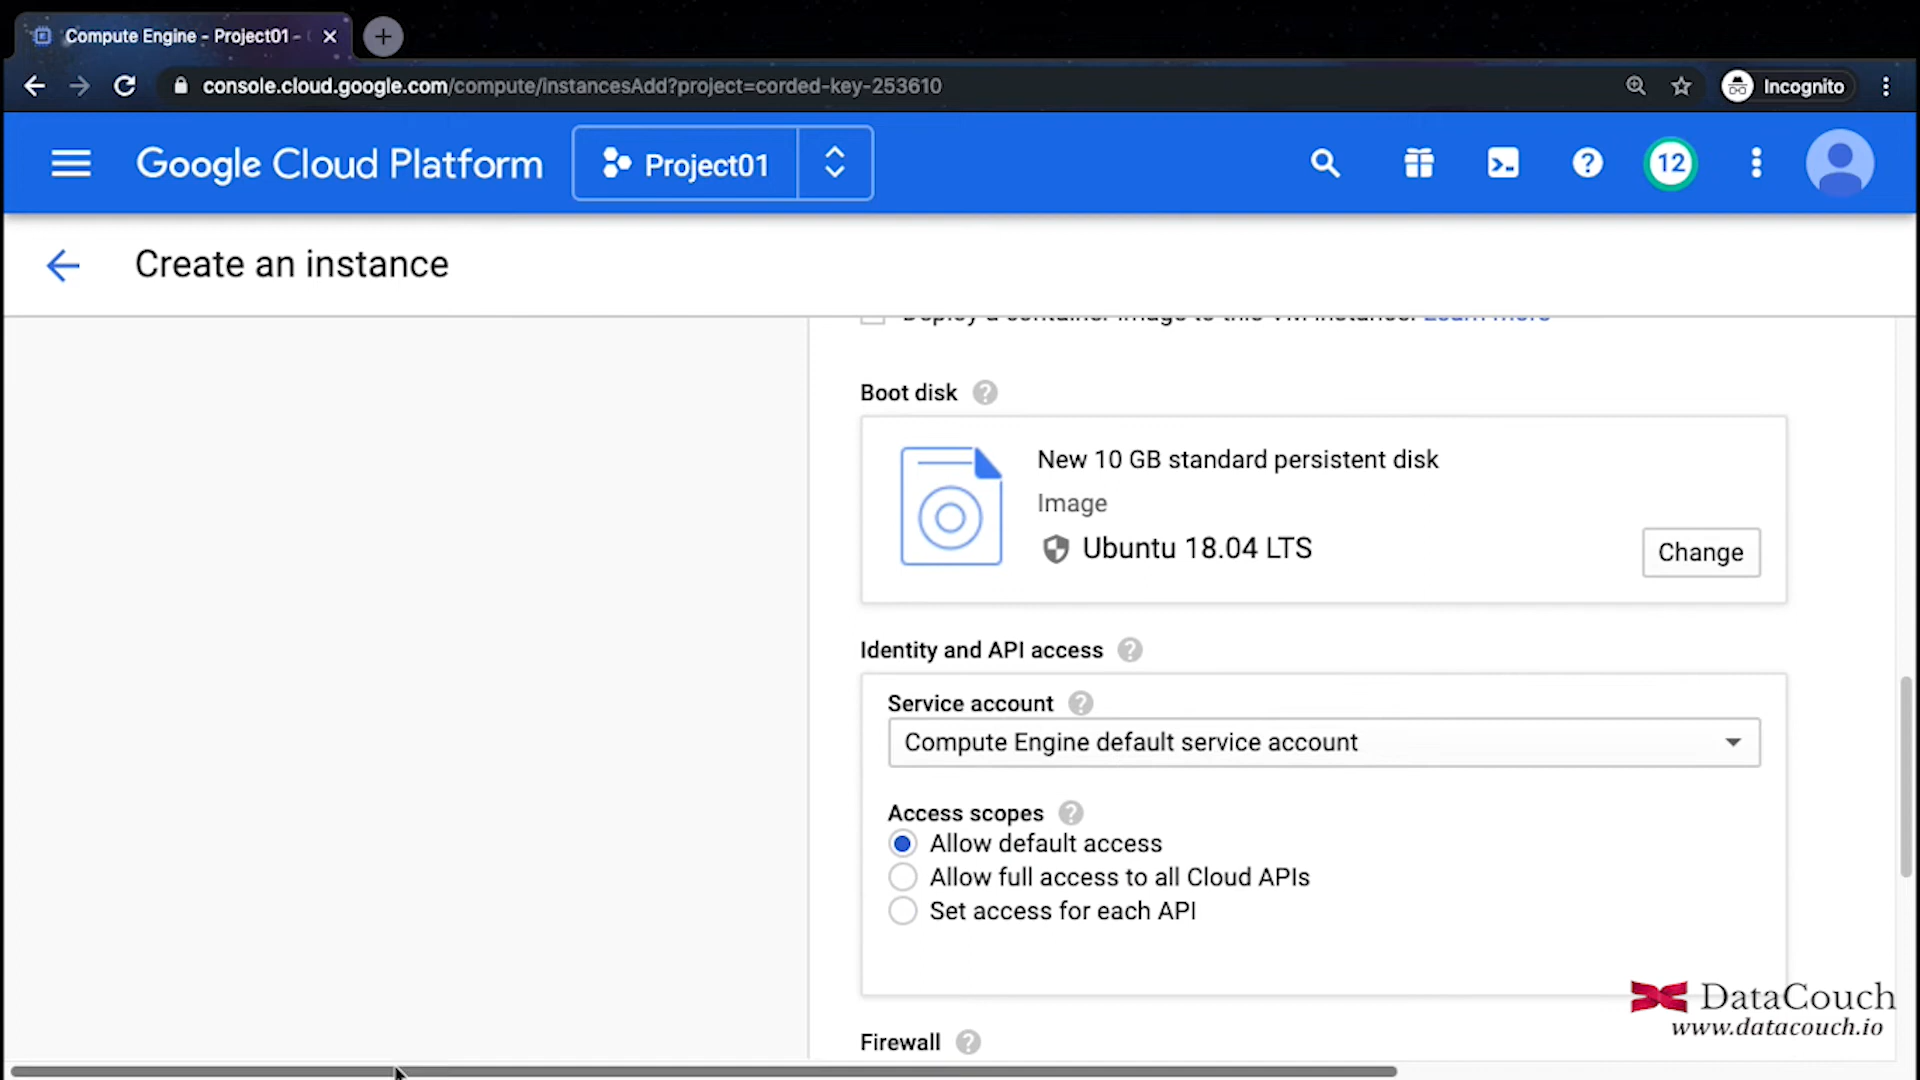 Compute Engine - Project01 -
console.cloud.google.com/compute/instancesAdd?project=corded-key-253610
Incognito
Google Cloud Platform
Project01
12
Create an instance
Deploy a container image to this VM instance. Learn more
Boot disk
New 10 GB standard persistent disk
Image
Ubuntu 18.04 LTS
Change
Identity and API access
Service account
Compute Engine default service account
Access scopes
Allow default access
Allow full access to all Cloud APIs
Set access for each API
DataCouch
www.datacouch.io
Firewall